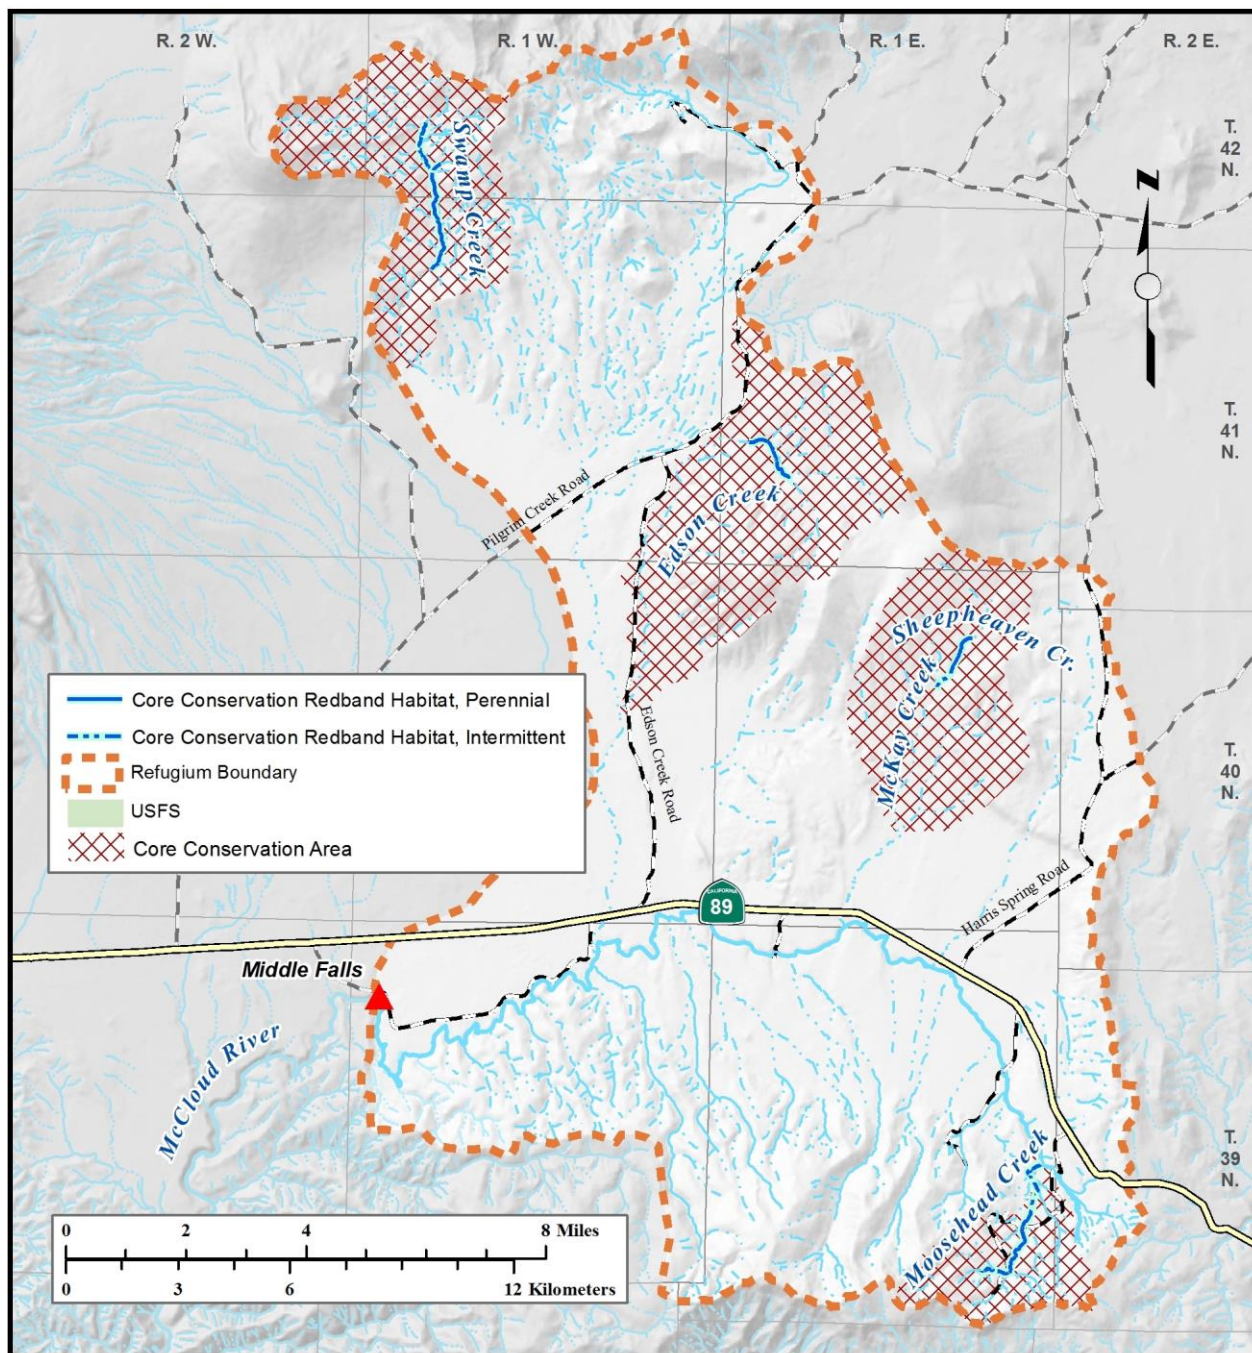 R. 2 W.
R. 1 W.
R. 1 E.
R. 2 E.
T.
42
N.
Swamp Creek
N
T.
41
N.
Pilgrim Creek Road
Edson Creek
Sheepheaven Cr.
McKay Creek
Edson Creek Road
T.
40
N.
Core Conservation Redband Habitat, Perennial
Core Conservation Redband Habitat, Intermittent
Refugium Boundary
USFS
Core Conservation Area
CALIFORNIA
89
Harris Spring Road
Middle Falls
McCloud River
T.
39
N.
Moosehead Creek
0 2 4 8 Miles
0 3 6 12 Kilometers